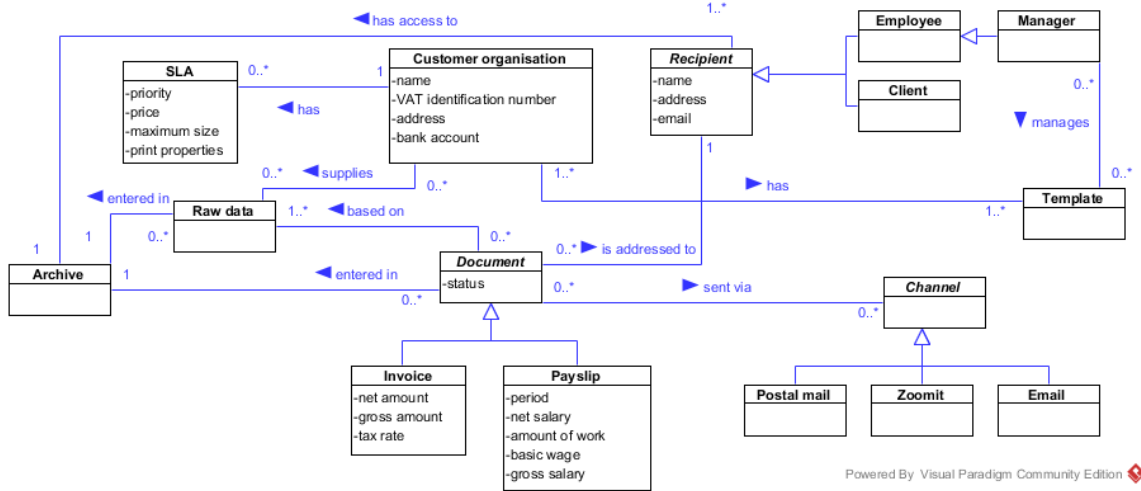 has access to
1..*
Employee
Manager
SLA
-priority
-price
-maximum size
-print properties
0..*
1
has
Customer organisation
-name
-VAT identification number
-address
-bank account
Recipient
-name
-address
-email
Client
0..*
manages
0..*
1
supplies
0..*
0..*
1..*
has
1..*
Template
entered in
1
0..*
Raw data
1..*
based on
0..*
1
Archive
1
entered in
0..*
Document
-status
0..*
is addressed to
0..*
sent via
0..*
Channel
Invoice
-net amount
-gross amount
-tax rate
Payslip
-period
-net salary
-amount of work
-basic wage
-gross salary
Postal mail
Zoomit
Email
Powered By Visual Paradigm Community Edition